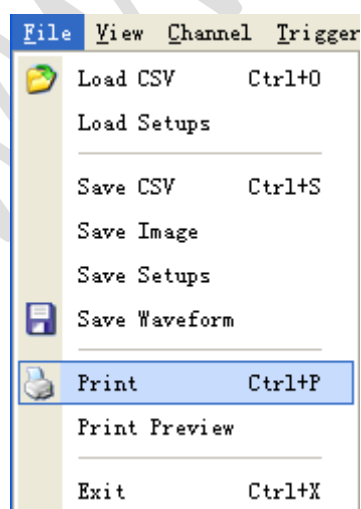 File View Channel Trigger
Load CSV Ctrl+O
Load Setups
Save CSV Ctrl+S
Save Image
Save Setups
Save Waveform
Print Ctrl+P
Print Preview
Exit Ctrl+X